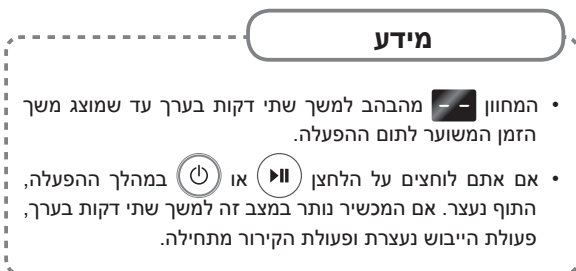 מידע
• המחוון -- מהבהב למשך שתי דקות בערך עד שמוצג משך
הזמן המשוער לתום ההפעלה.
• אם אתם לוחצים על הלחצן או במהלך ההפעלה,
התוף נעצר. אם המכשיר נותר במצב זה למשך שתי דקות בערך,
פעולת הייבוש נעצרת ופעולת הקירור מתחילה.